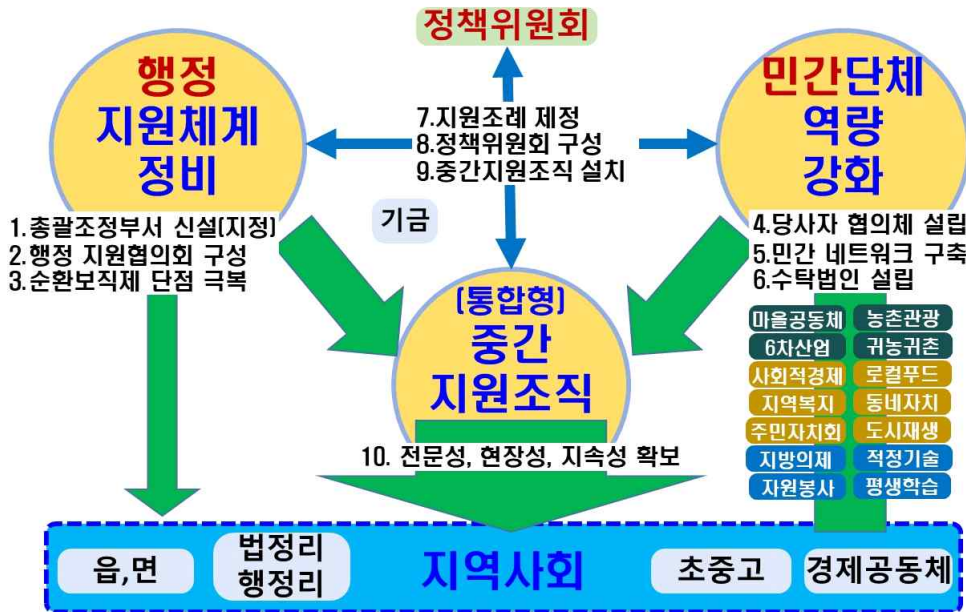 정책위원회
행정
지원체계
정비
7.지원조례 제정
8.정책위원회 구성
9.중간지원조직 설치
민간단체
역량
강화
1.총괄조정부서 신설(지정)
2.행정 지원협의회 구성
3.순환보직제 단점 극복
기금
4.당사자 협의체 설립
5.민간 네트워크 구축
6.수탁법인 설립
(통합형)
중간
지원조직
10. 전문성, 현장성, 지속성 확보
마을공동체 농촌관광
6차산업 귀농귀촌
사회적경제 로컬푸드
지역복지 동네자치
주민자치회 도시재생
지방의제 적정기술
자원봉사 평생학습
읍,면
법정리
행정리
지역사회
초중고
경제공동체